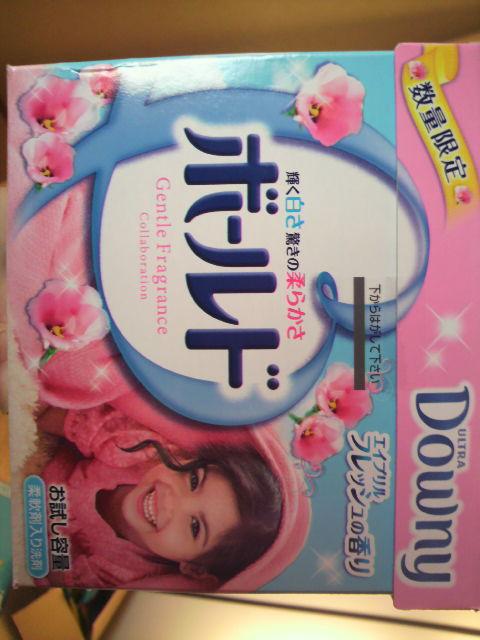 数量限定
ULTRA
Downy
下からはがして下さい
輝く白さ 驚きの柔らかさ
ボールド
Gentle Fragrance
Collaboration
エイプリル
フレッシュの香り
お試し容量
柔軟剤入り洗剤